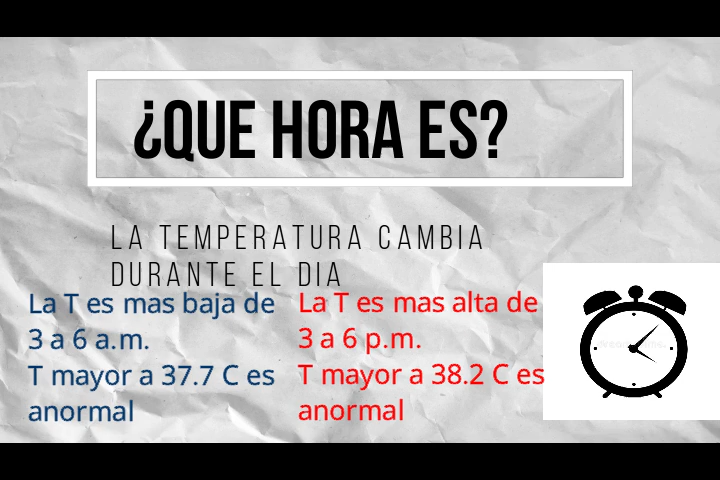 ¿QUE HORA ES?
LA TEMPERATURA CAMBIA
DURANTE EL DIA
La T es mas baja de
3 a 6 a.m.
T mayor a 37.7 C es
anormal
La T es mas alta de
3 a 6 p.m.
T mayor a 38.2 C es
anormal